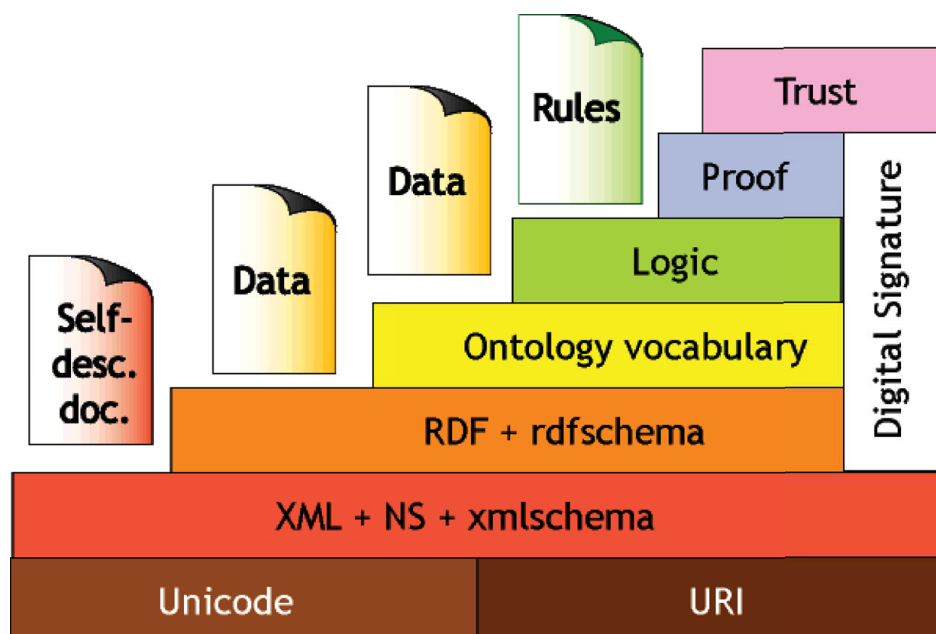 Rules
Trust
Data
Proof
Data
Logic
Self-
desc.
doc.
Ontology vocabulary
Digital Signature
RDF + rdfschema
XML + NS + xmlschema
Unicode
URI